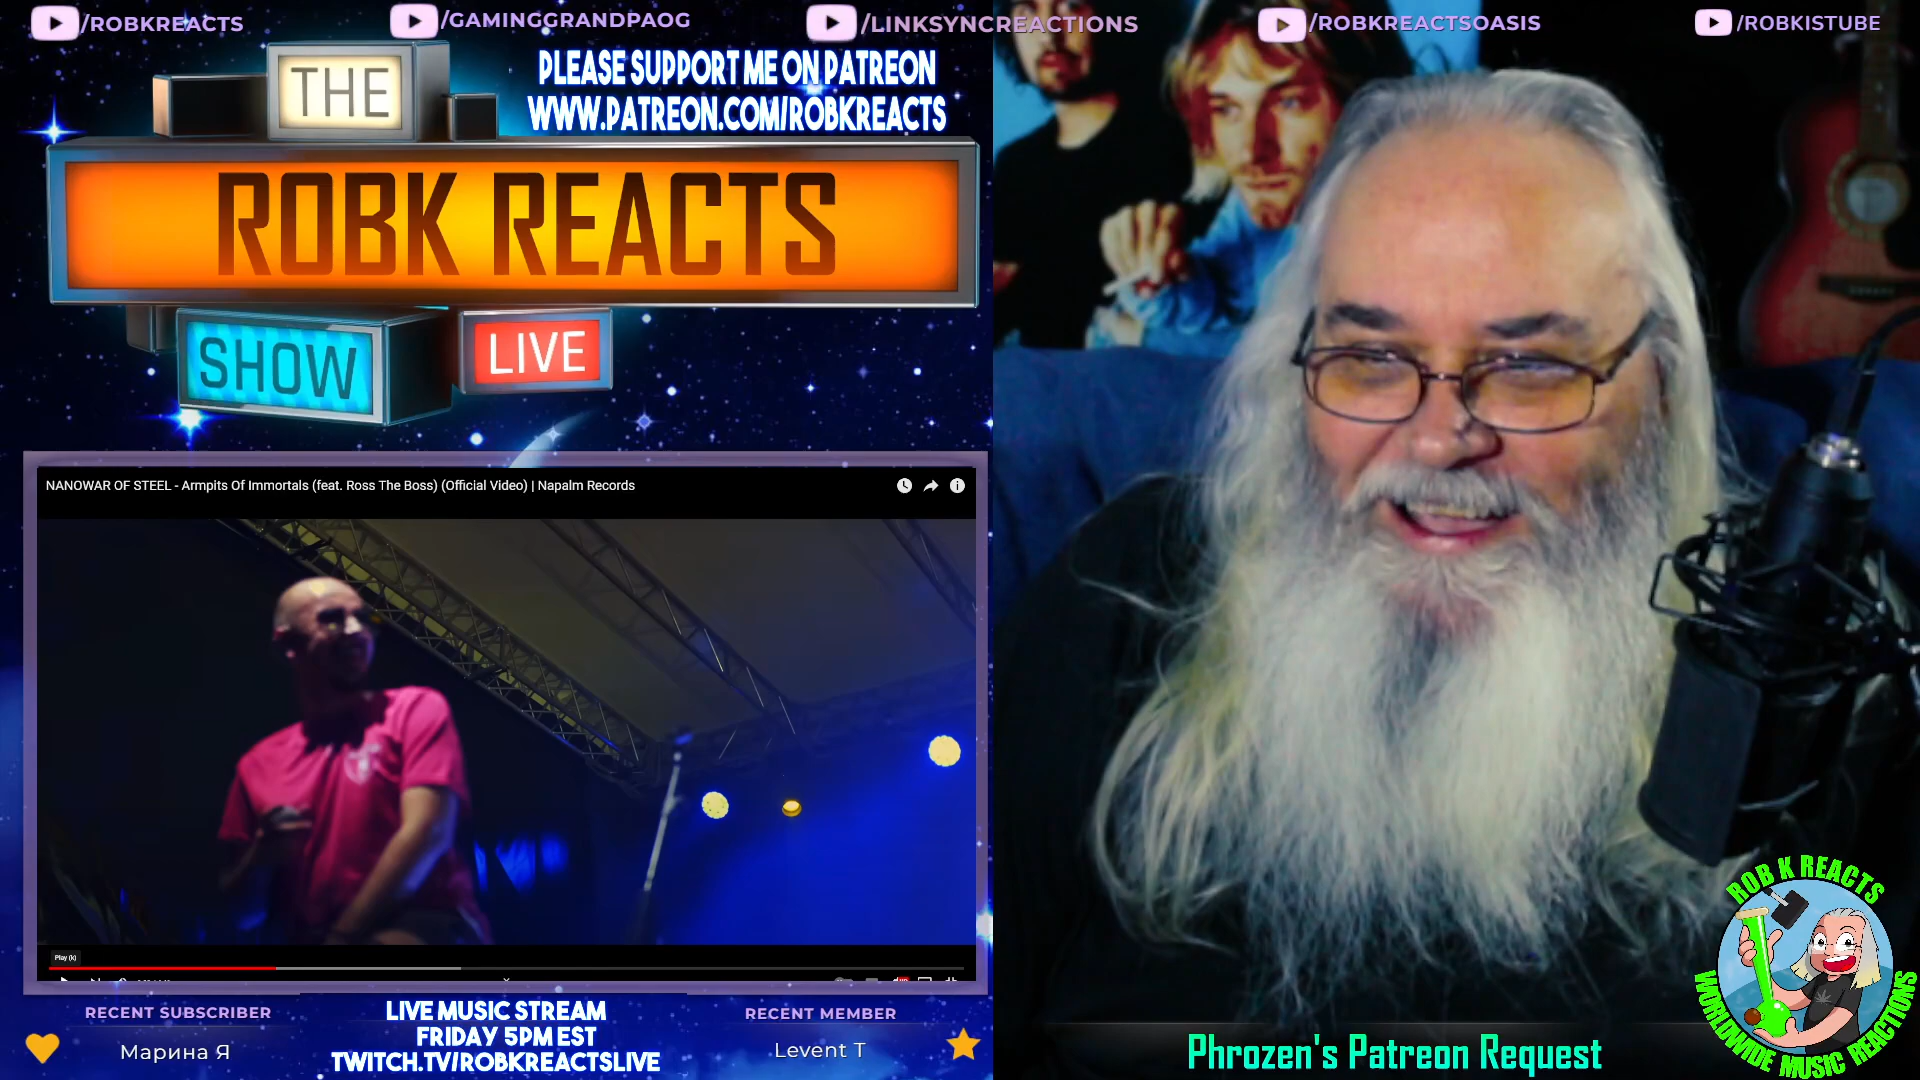 /ROBKREACTS
/GAMINGGRANDPAOG
/LINKSYNCREACTIONS
/ROBKREACTSOASIS
/ROBKISTUBE
THE
PLEASE SUPPORT ME ON PATREON
WWW.PATREON.COM/ROBKREACTS
ROBK REACTS
SHOW
LIVE
NANOWAR OF STEEL - Armpits Of Immortals (feat. Ross The Boss) (Official Video) | Napalm Records
Play (k)
RECENT SUBSCRIBER
Марина Я
LIVE MUSIC STREAM
FRIDAY 5PM EST
TWITCH.TV/ROBKREACTSLIVE
RECENT MEMBER
Levent T
Phrozen's Patreon Request
ROB K REACTS
WORLDWIDE MUSIC REACTIONS